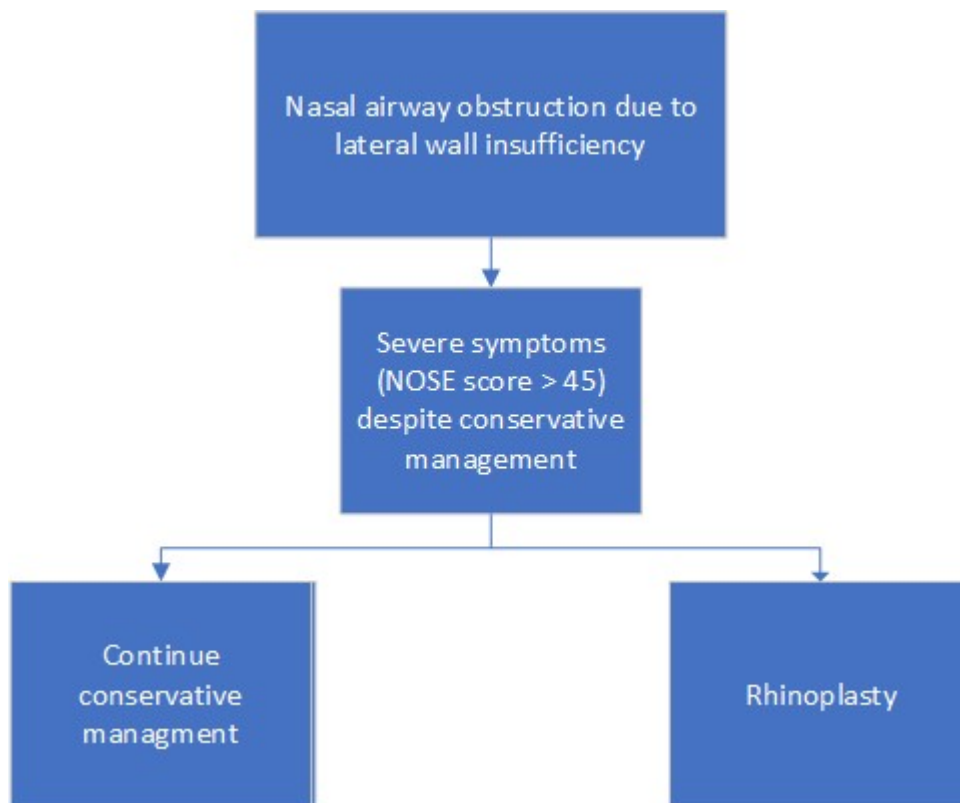 Nasal airway obstruction due to
lateral wall insufficiency
Severe symptoms
(NOSE score > 45)
despite conservative
management
Continue
conservative
managment
Rhinoplasty